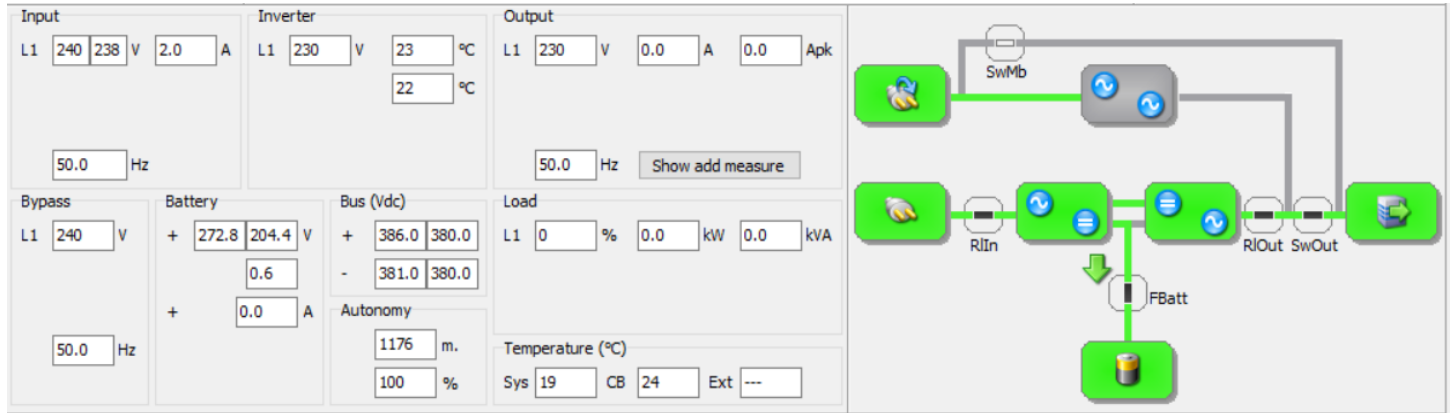 Input
L1 240 238 V 2.0 A
50.0 Hz
Inverter
L1 230 V 23 ºC
22 ºC
Output
L1 230 V 0.0 A 0.0 Apk
50.0 Hz Show add measure
Bypass
L1 240 V
50.0 Hz
Battery
+ 272.8 204.4 V
0.6
+ 0.0 A
Bus (Vdc)
+ 386.0 380.0
- 381.0 380.0
Autonomy
1176 m.
100 %
Load
L1 0 % 0.0 kW 0.0 kVA
Temperature (ºC)
Sys 19 CB 24 Ext ---
SwMb
RlIn
RlOut SwOut
FBatt